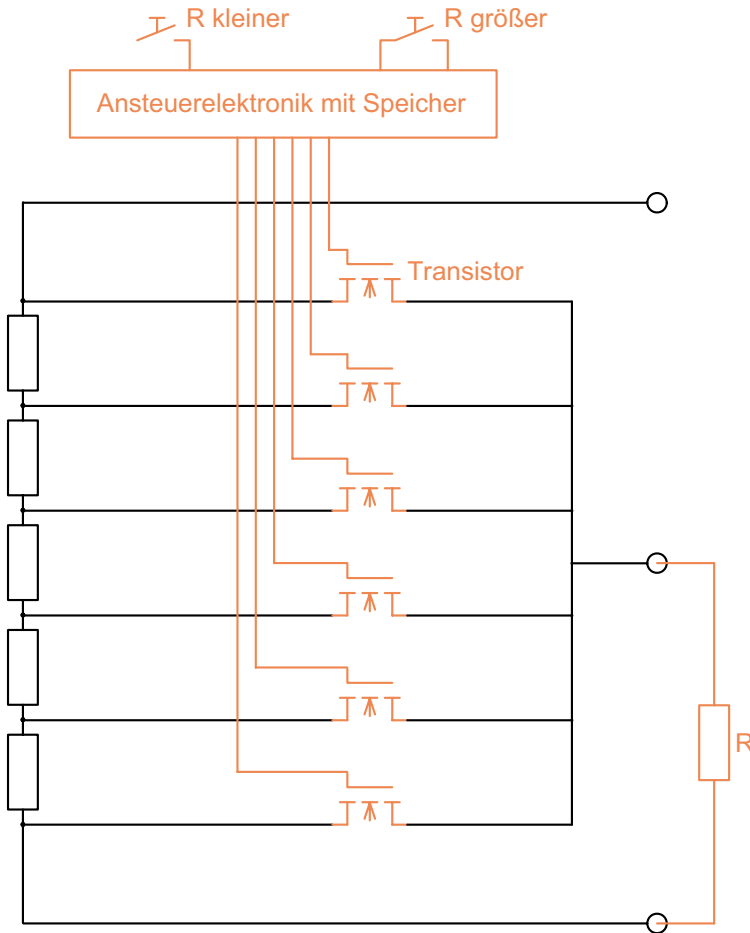 R kleiner
R größer
Ansteuerelektronik mit Speicher
Transistor
R